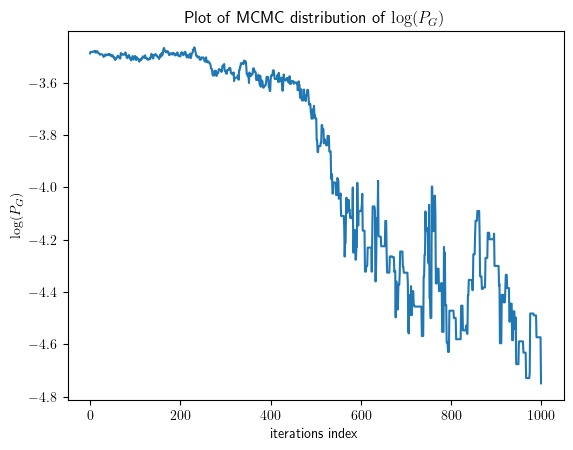 Plot of MCMC distribution of log(P_G)
log(P_G)
−3.6
−3.8
−4.0
−4.2
−4.4
−4.6
−4.8
0 200 400 600 800 1000
iterations index